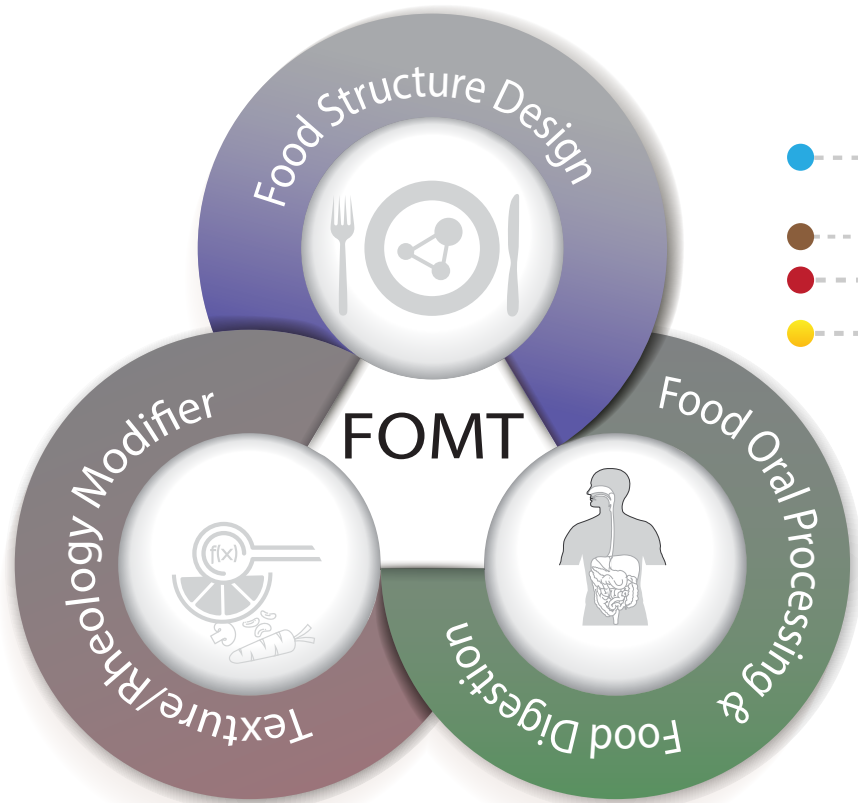 Food Structure Design
FOMT
Texture/Rheology Modifier
f(x)
Food Oral Processing &
Food Digestion